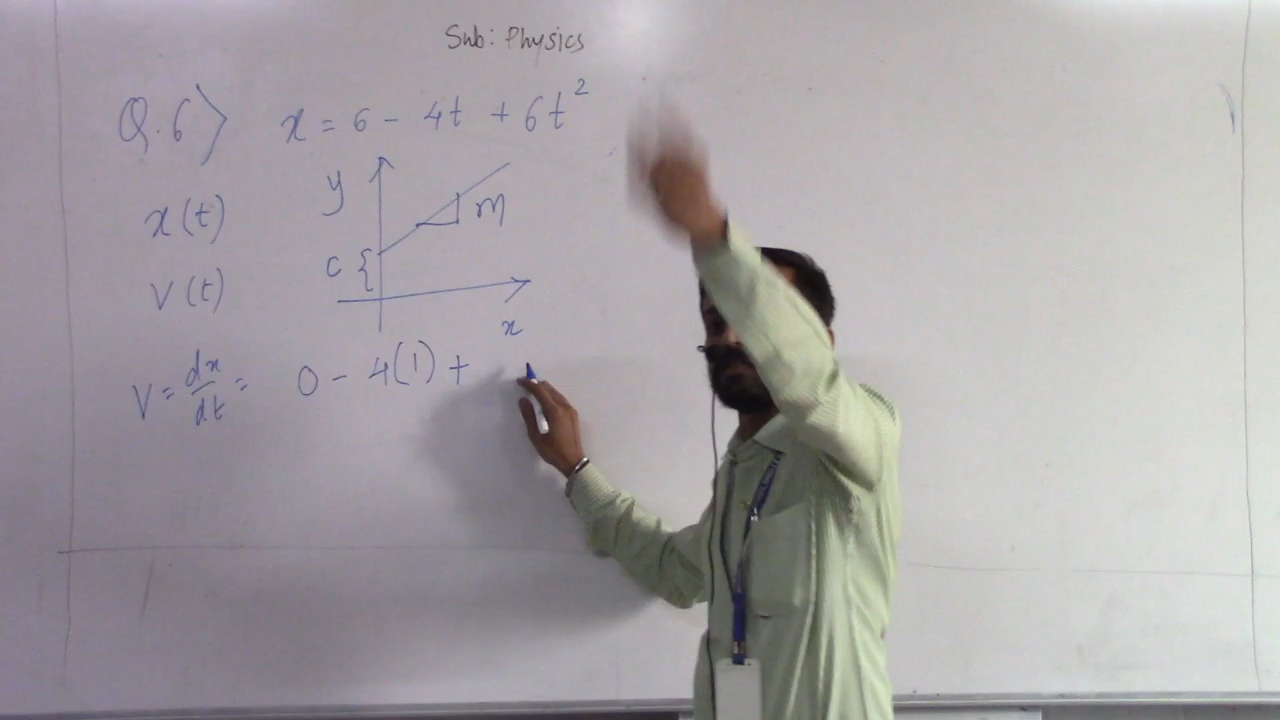 Sub: Physics
Q.6> x = 6 - 4t + 6t²
y
x(t)
m
c {
v(t)
x
V = dx/dt = 0 - 4(1) +